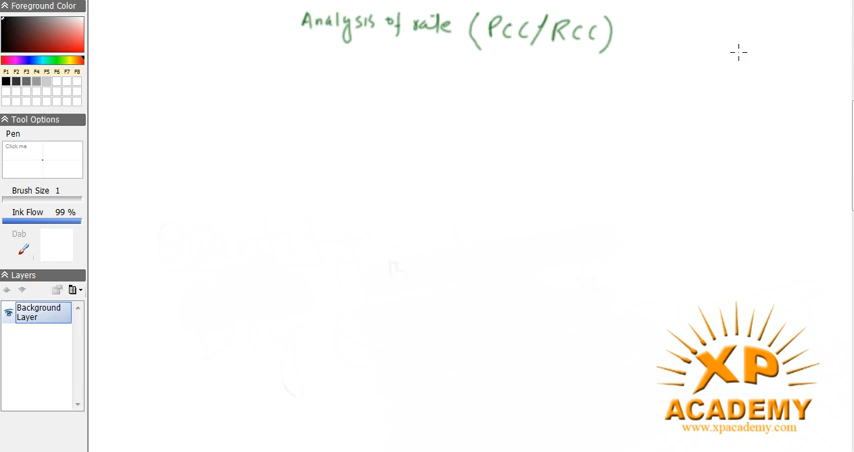 Foreground Color
P1 P2 P3 P4 P5 P6 P7 P8
Tool Options
Pen
Click me
Brush Size 1
Ink Flow 99 %
Dab
Layers
Background Layer
Analysis of rate (PCC/RCC)
XP
ACADEMY
www.xpacademy.com